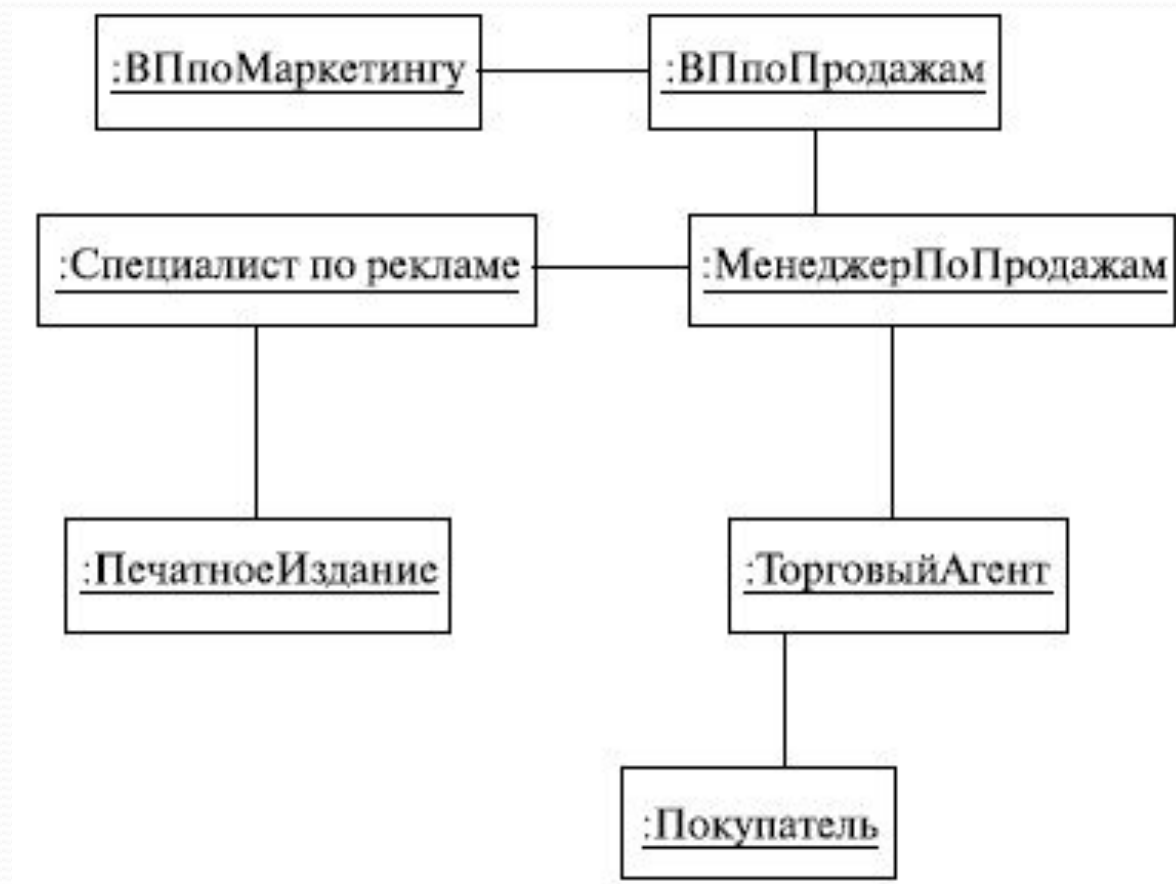 :ВПпоМаркетингу
:ВПпоПродажам
:Специалист по рекламе
:МенеджерПоПродажам
:ПечатноеИздание
:ТорговыйАгент
:Покупатель